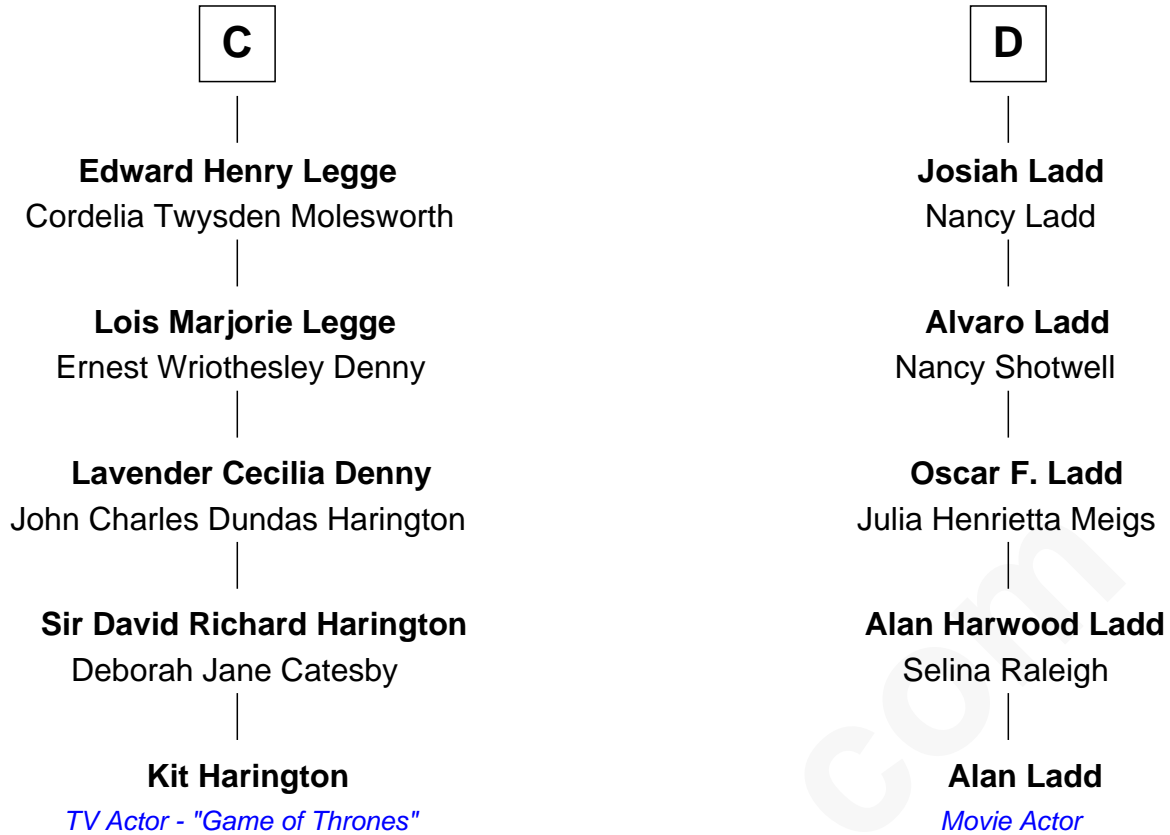 C
Edward Henry Legge
Cordelia Twysden Molesworth
Lois Marjorie Legge
Ernest Wriothesley Denny
Lavender Cecilia Denny
John Charles Dundas Harington
Sir David Richard Harington
Deborah Jane Catesby
Kit Harington
TV Actor - "Game of Thrones"
D
Josiah Ladd
Nancy Ladd
Alvaro Ladd
Nancy Shotwell
Oscar F. Ladd
Julia Henrietta Meigs
Alan Harwood Ladd
Selina Raleigh
Alan Ladd
Movie Actor
com